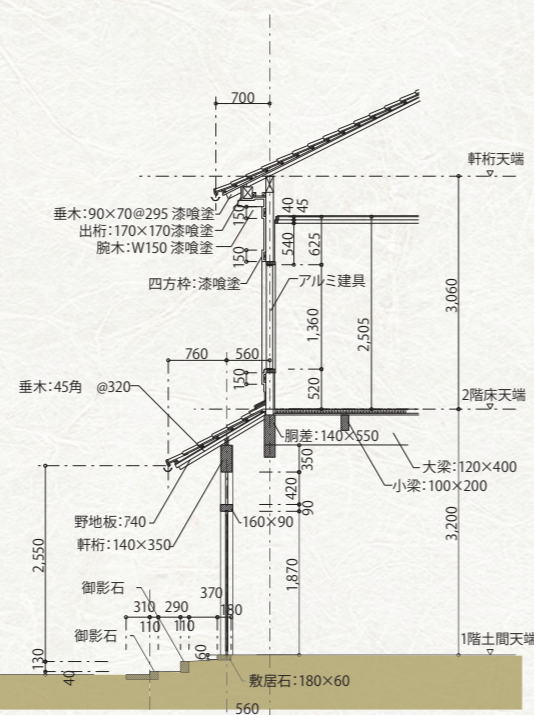 700
軒桁天端
垂木：90×70@295 漆喰塗
出桁：170×170漆喰塗
腕木：W150 漆喰塗
四方枠：漆喰塗
150
150
150
40
45
540
625
アルミ建具
1,360
2,505
520
3,060
760
560
垂木：45角　@320
2階床天端
胴差：140×550
大梁：120×400
小梁：100×200
350
420
90
野地板：740
160×90
軒桁：140×350
2,550
1,870
3,200
御影石
370
310
290
180
110
110
御影石
1階土間天端
60
130
40
敷居石：180×60
560